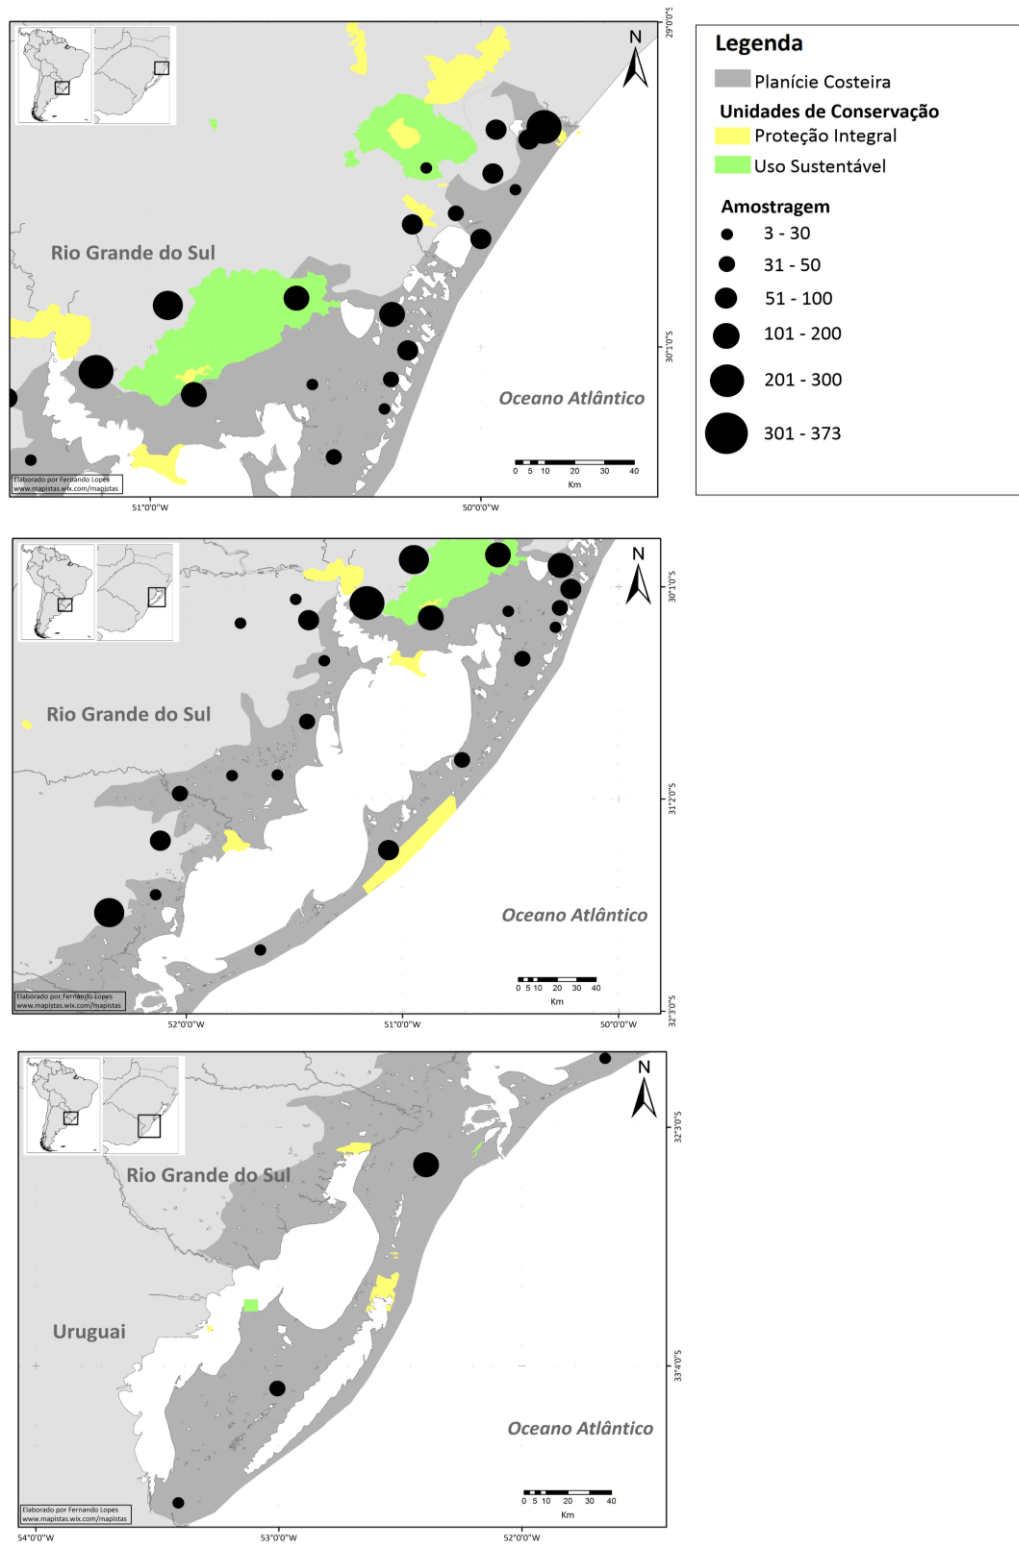 N
29°0'0"S
Rio Grande do Sul
30°1'0"S
Oceano Atlântico
0 5 10 20 30 40
Km
Elaborado por Fernando Lopes
www.mapistas.wix.com/mapistas
51°0'0"W
50°0'0"W
Legenda
Planície Costeira
Unidades de Conservação
Proteção Integral
Uso Sustentável
Amostragem
3 - 30
31 - 50
51 - 100
101 - 200
201 - 300
301 - 373
N
30°1'0"S
Rio Grande do Sul
31°2'0"S
Oceano Atlântico
0 5 10 20 30 40
Km
Elaborado por Fernando Lopes
www.mapistas.wix.com/mapistas
32°3'0"S
52°0'0"W
51°0'0"W
50°0'0"W
N
32°3'0"S
Rio Grande do Sul
Uruguai
33°4'0"S
Oceano Atlântico
0 5 10 20 30 40
Km
Elaborado por Fernando Lopes
www.mapistas.wix.com/mapistas
54°0'0"W
53°0'0"W
52°0'0"W